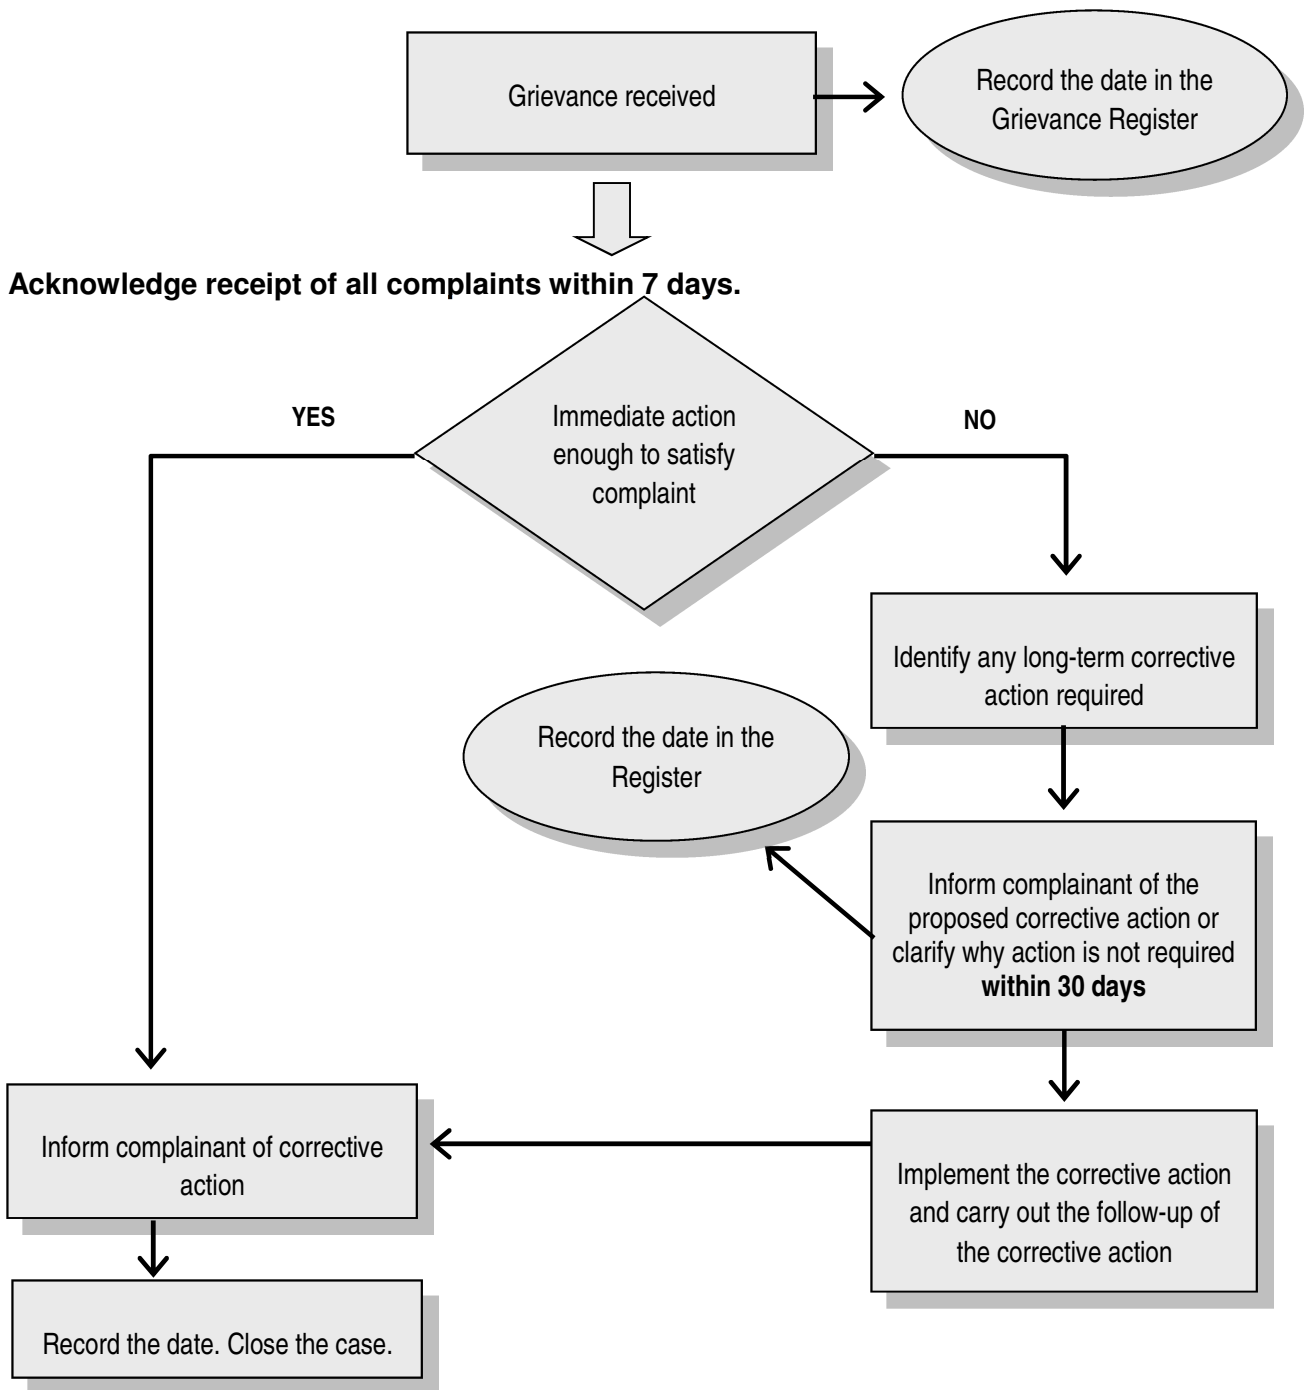 Grievance received
Record the date in the
Grievance Register
Acknowledge receipt of all complaints within 7 days.
YES
Immediate action
enough to satisfy
complaint
NO
Identify any long-term corrective
action required
Record the date in the
Register
Inform complainant of the
proposed corrective action or
clarify why action is not required
within 30 days
Inform complainant of corrective
action
Implement the corrective action
and carry out the follow-up of
the corrective action
Record the date. Close the case.